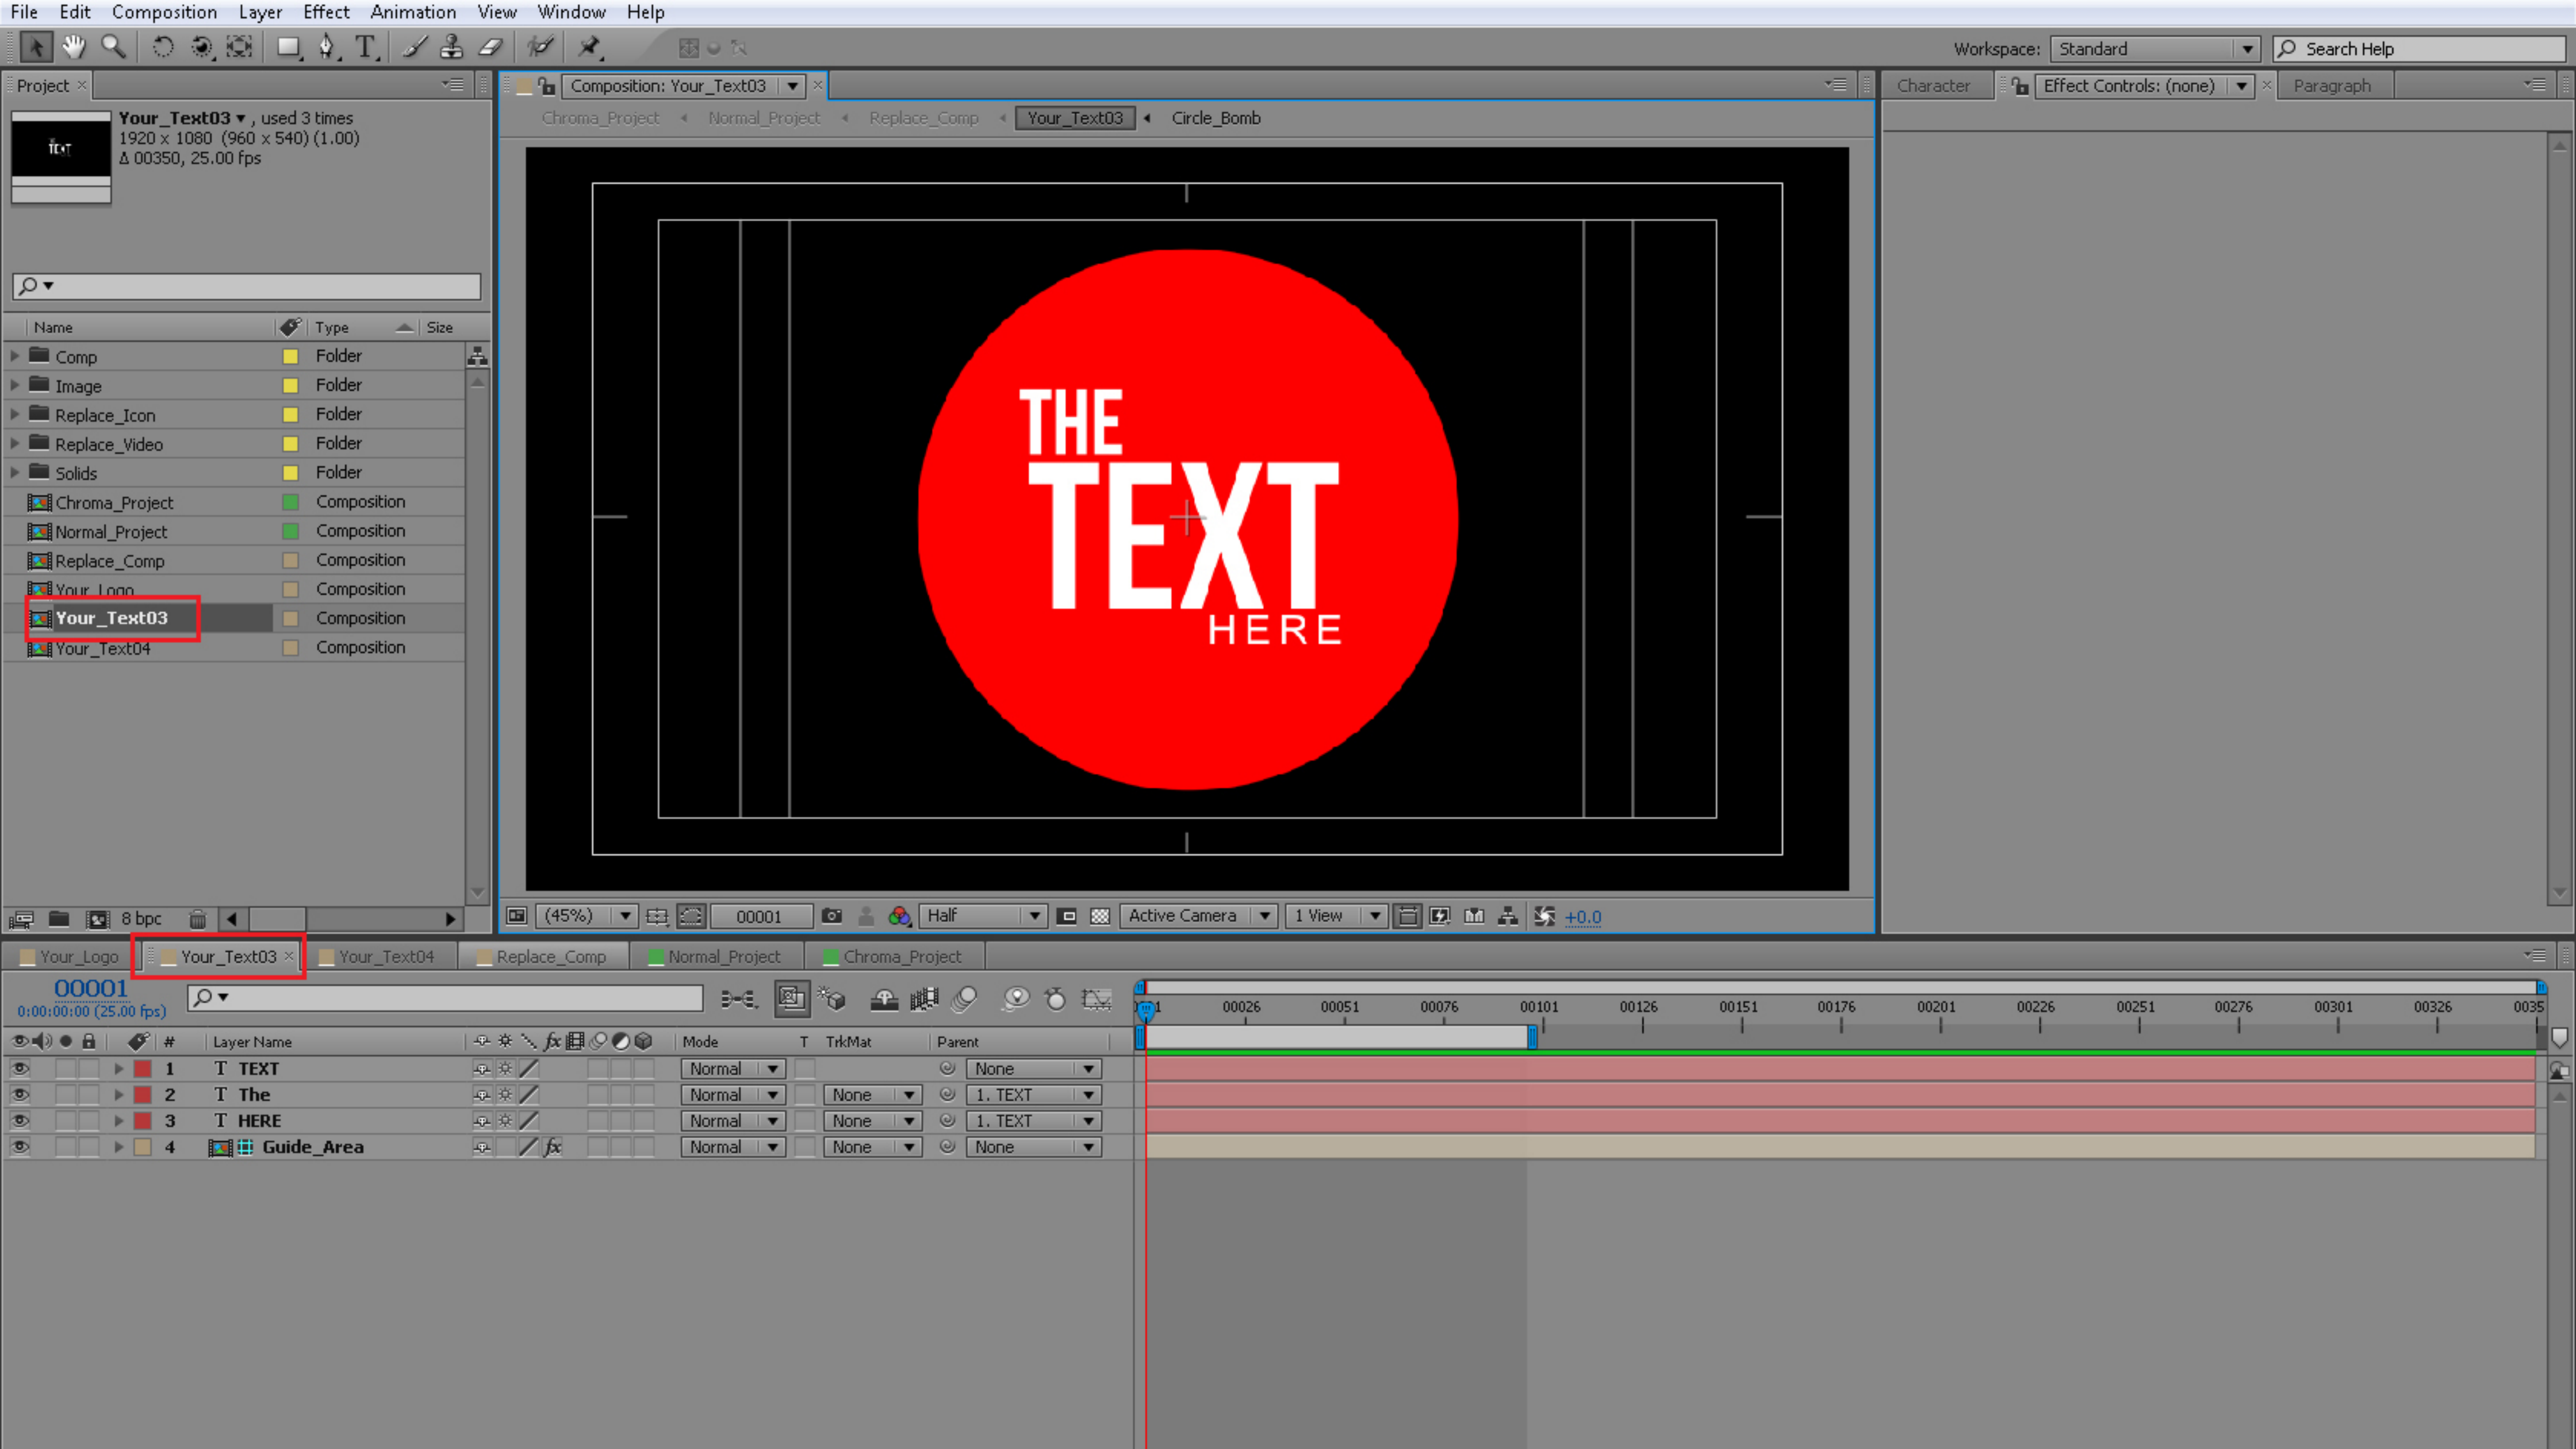 File Edit Composition Layer Effect Animation View Window Help
Workspace: Standard Search Help
Project
Composition: Your_Text03
Character Effect Controls: (none) Paragraph
Your_Text03 , used 3 times
1920 x 1080 (960 x 540) (1.00)
Δ 00350, 25.00 fps
Chroma_Project Normal_Project Replace_Comp Your_Text03 Circle_Bomb
TEXT
Name Type Size
Comp Folder
Image Folder
Replace_Icon Folder
Replace_Video Folder
Solids Folder
Chroma_Project Composition
Normal_Project Composition
Replace_Comp Composition
Your_Logo Composition
Your_Text03 Composition
Your_Text04 Composition
THE
TEXT
HERE
8 bpc
(45%) 00001 Half Active Camera 1 View +0.0
Your_Logo Your_Text03 Your_Text04 Replace_Comp Normal_Project Chroma_Project
00001
0:00:00:00 (25.00 fps)
00026 00051 00076 00101 00126 00151 00176 00201 00226 00251 00276 00301 00326 0035
# Layer Name fx Mode T TrkMat Parent
1 T TEXT Normal None
2 T The Normal None 1. TEXT
3 T HERE Normal None 1. TEXT
4 Guide_Area fx Normal None None